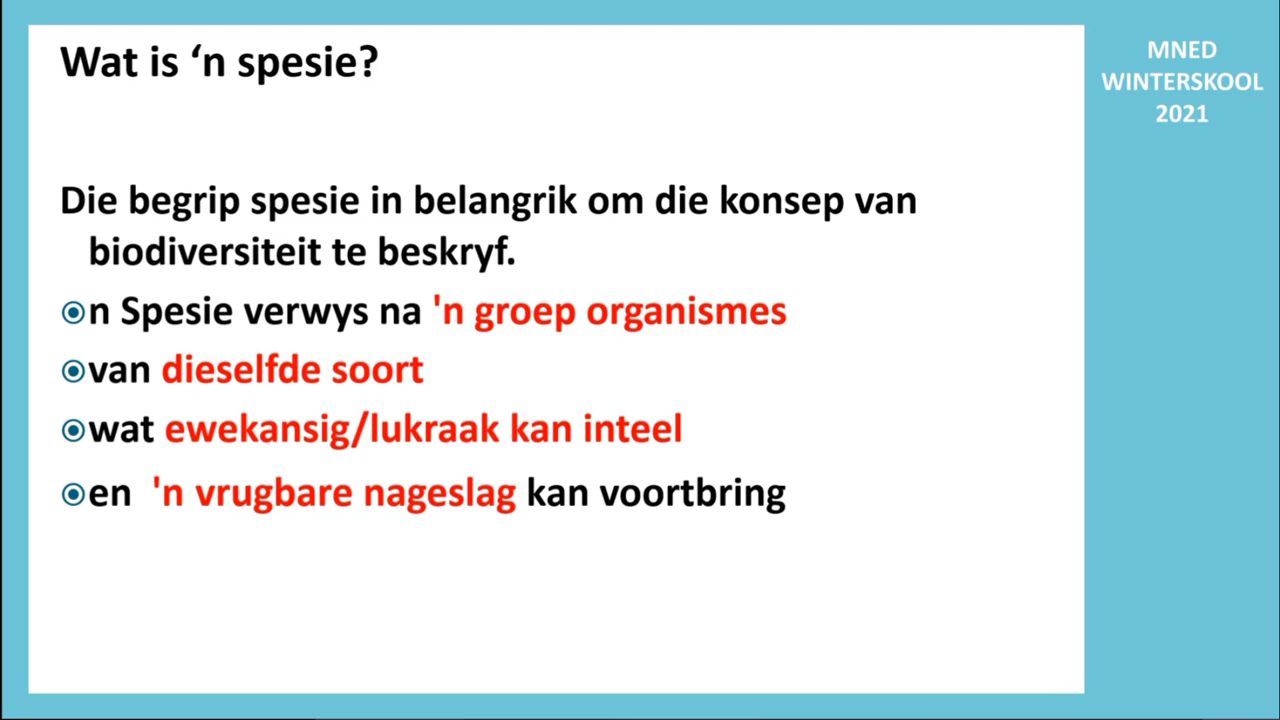 Wat is ‘n spesie?
Die begrip spesie in belangrik om die konsep van
biodiversiteit te beskryf.
n Spesie verwys na 'n groep organismes
van dieselfde soort
wat ewekansig/lukraak kan inteel
en 'n vrugbare nageslag kan voortbring
MNED
WINTERSKOOL
2021